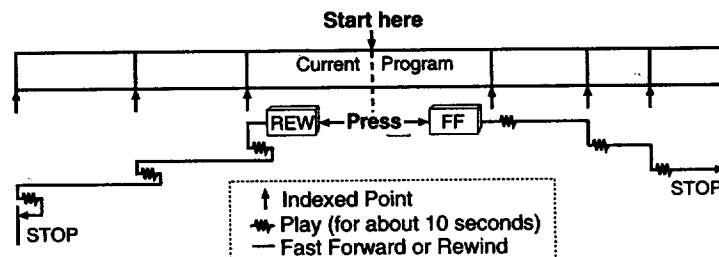 Start here
Current Program
REW Press FF
STOP
STOP
Indexed Point
Play (for about 10 seconds)
Fast Forward or Rewind